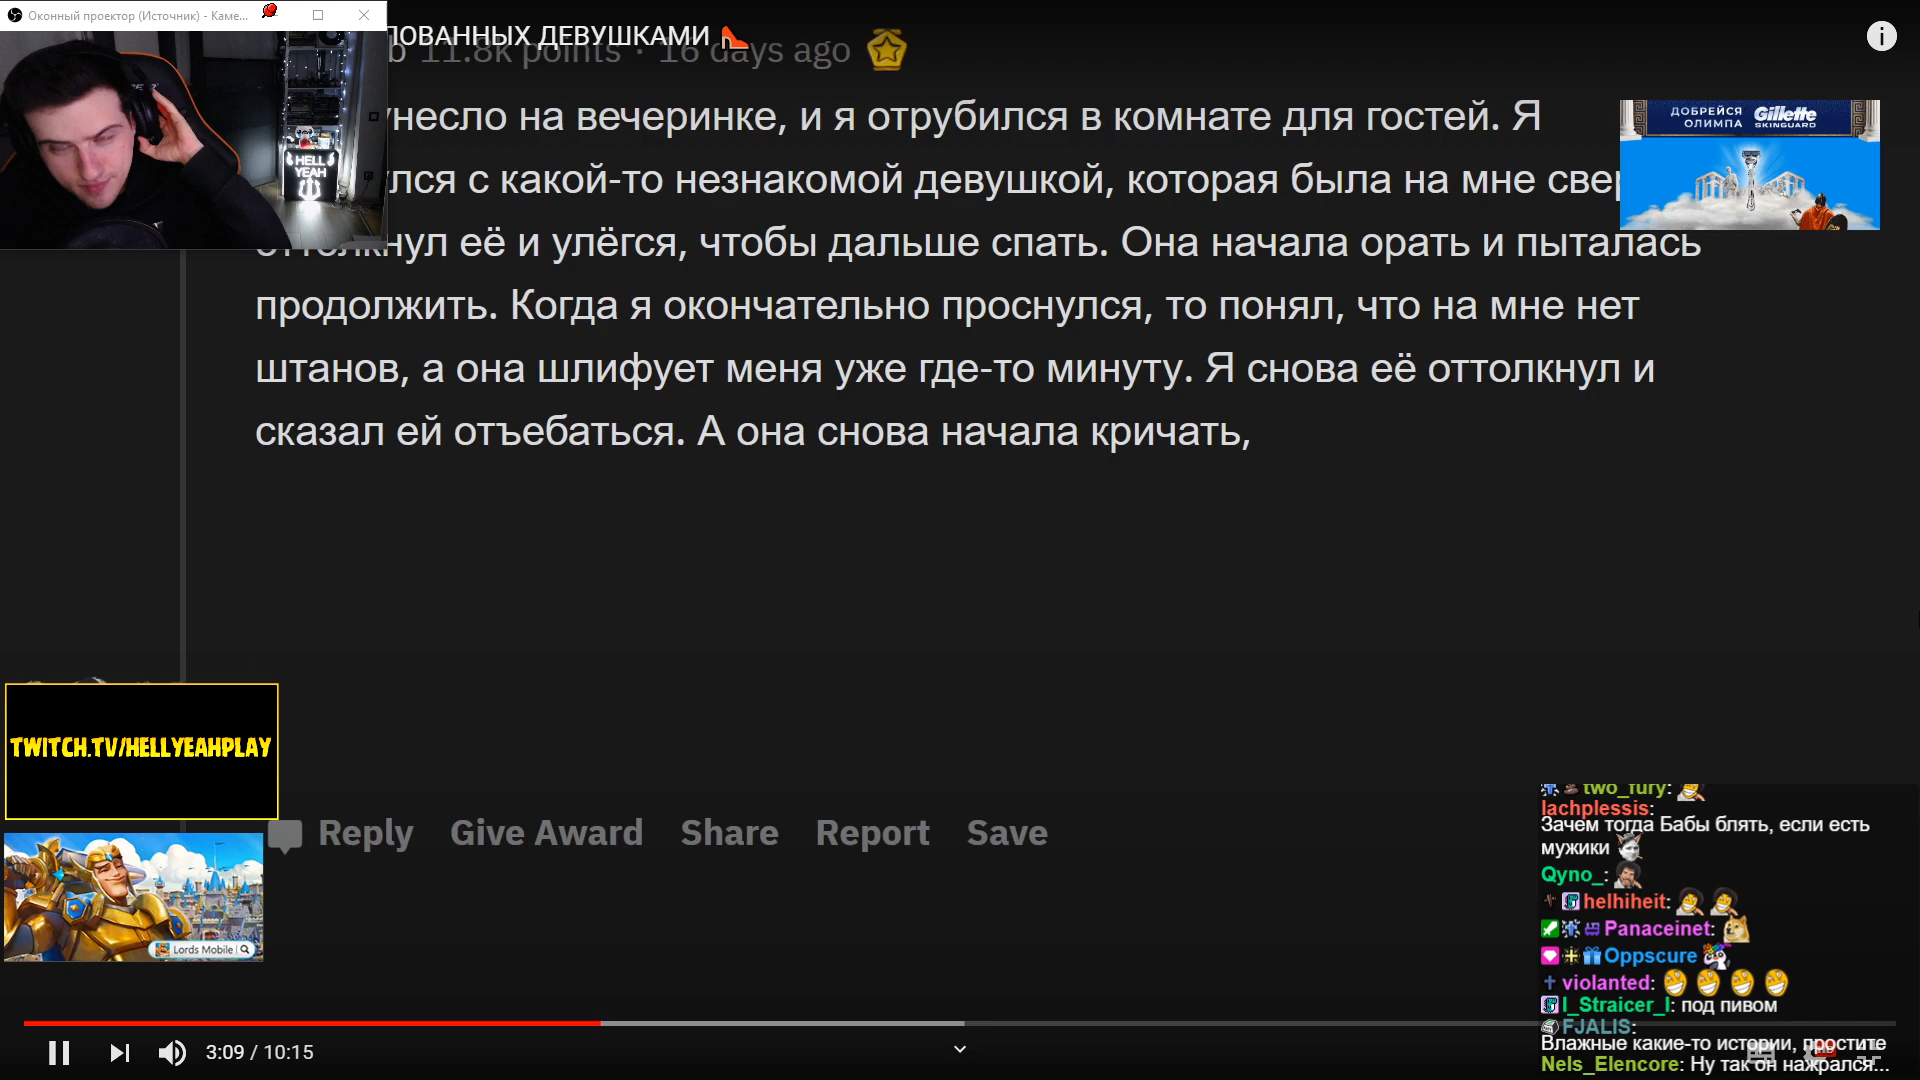 Оконный проектор (Источник) - Каме...
ЛОВАННЫХ ДЕВУШКАМИ
11.8k points · 16 days ago
унесло на вечеринке, и я отрубился в комнате для гостей. Я
лся с какой-то незнакомой девушкой, которая была на мне
нул её и улёгся, чтобы дальше спать. Она начала орать и пыталась
продолжить. Когда я окончательно проснулся, то понял, что на мне нет
штанов, а она шлифует меня уже где-то минуту. Я снова её оттолкнул и
сказал ей отъебаться. А она снова начала кричать,
HELL
YEAH
ДОБРЕЙСЯ
ОЛИМПА
Gillette
SKINGUARD
TWITCH.TV/HELLYEAHPLAY
Reply Give Award Share Report Save
Lords Mobile
two_fury:
lachplessis:
Зачем тогда Бабы блять, если есть
мужики
Qyno_:
helhiheit:
Panaceinet:
Oppscure
violanted:
I_Straicer_I: под пивом
FJALIS:
Влажные какие-то истории, простите
Nels_Elencore: Ну так он нажрался...
3:09 / 10:15